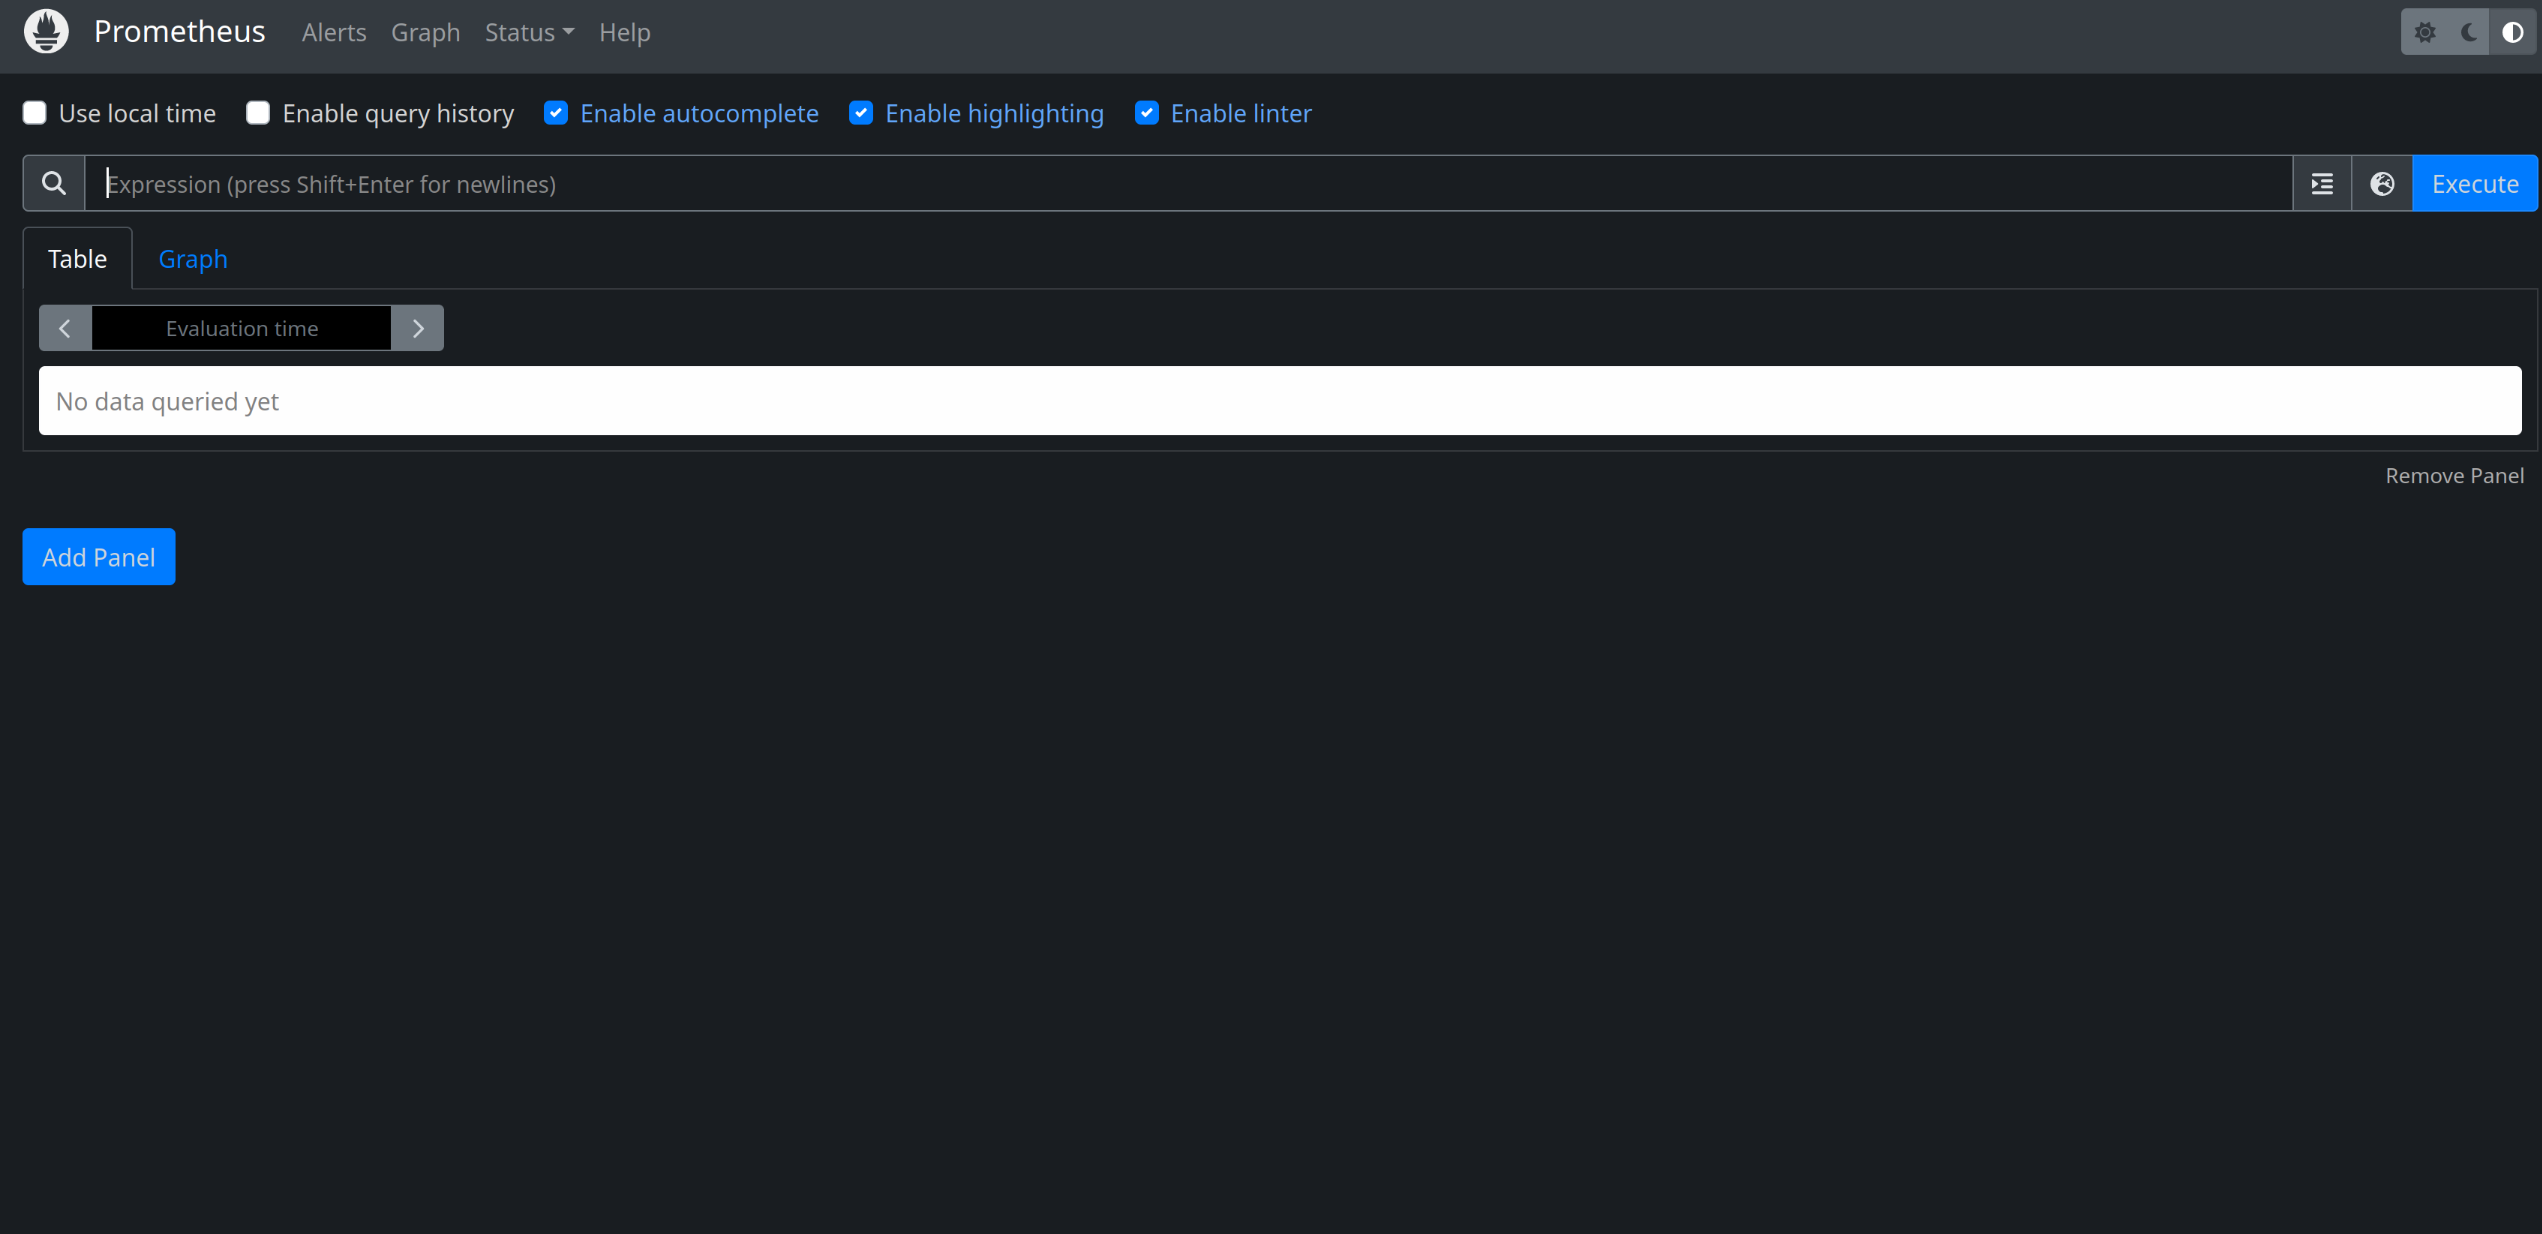 Prometheus Alerts Graph Status Help
Use local time Enable query history Enable autocomplete Enable highlighting Enable linter
Expression (press Shift+Enter for newlines) Execute
Table Graph
Evaluation time
No data queried yet
Remove Panel
Add Panel